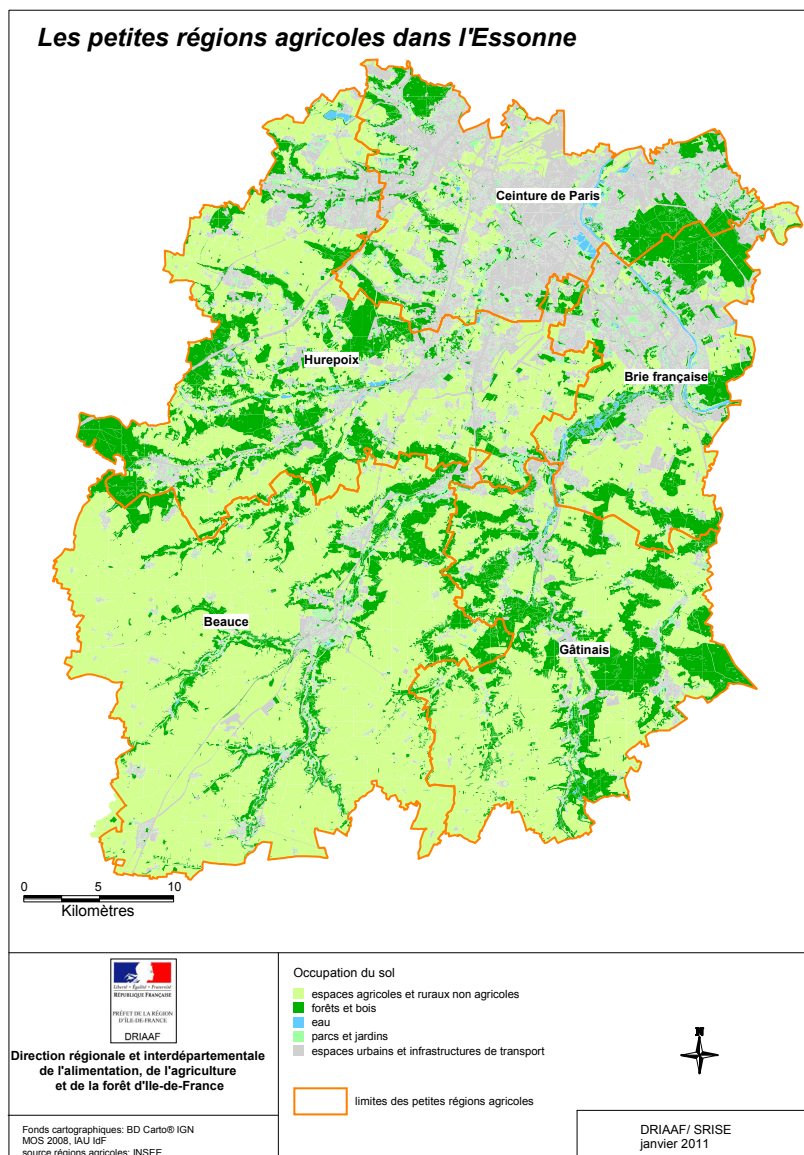 Les petites régions agricoles dans l'Essonne
Ceinture de Paris
Hurepoix
Brie française
Beauce
Gâtinais
0 5 10
Kilomètres
Liberté • Égalité • Fraternité
RÉPUBLIQUE FRANÇAISE
PRÉFET DE LA RÉGION
D'ÎLE-DE-FRANCE
DRIAAF
Direction régionale et interdépartementale
de l'alimentation, de l'agriculture
et de la forêt d'Ile-de-France
Fonds cartographiques: BD Carto® IGN
MOS 2008, IAU IdF
source régions agricoles: INSEE
Occupation du sol
espaces agricoles et ruraux non agricoles
forêts et bois
eau
parcs et jardins
espaces urbains et infrastructures de transport
limites des petites régions agricoles
N
DRIAAF/ SRISE
janvier 2011